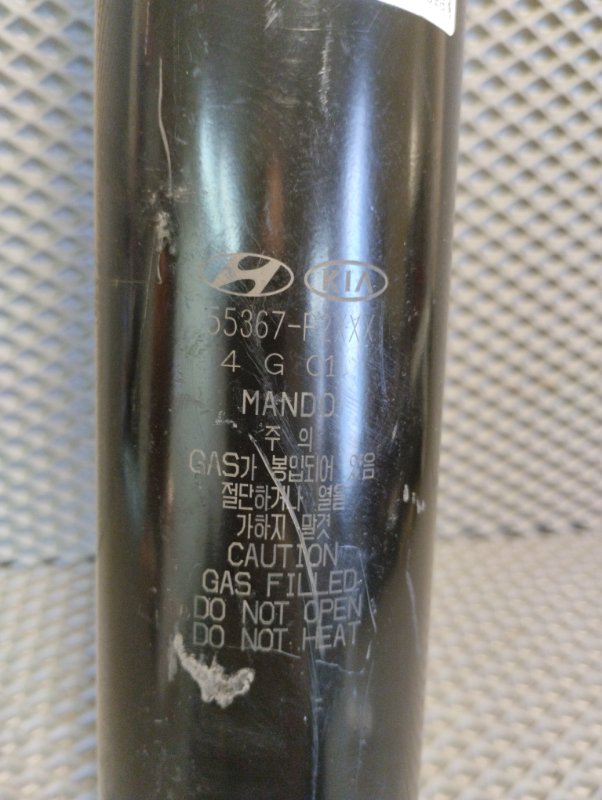 KIA
4 G 01
MANDO
주 의
GAS가 봉입되어 있음
절단하거나 열을
가하지 말것
CAUTION
GAS FILLED
DO NOT OPEN
DO NOT HEAT